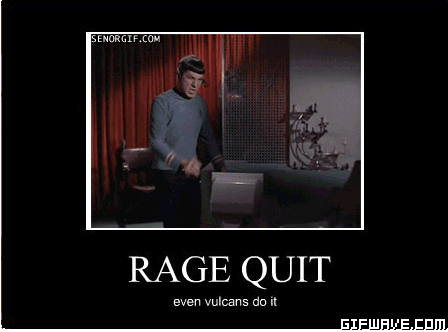 SENORGIF.COM
RAGE QUIT
even vulcans do it
GIFWAVE.COM